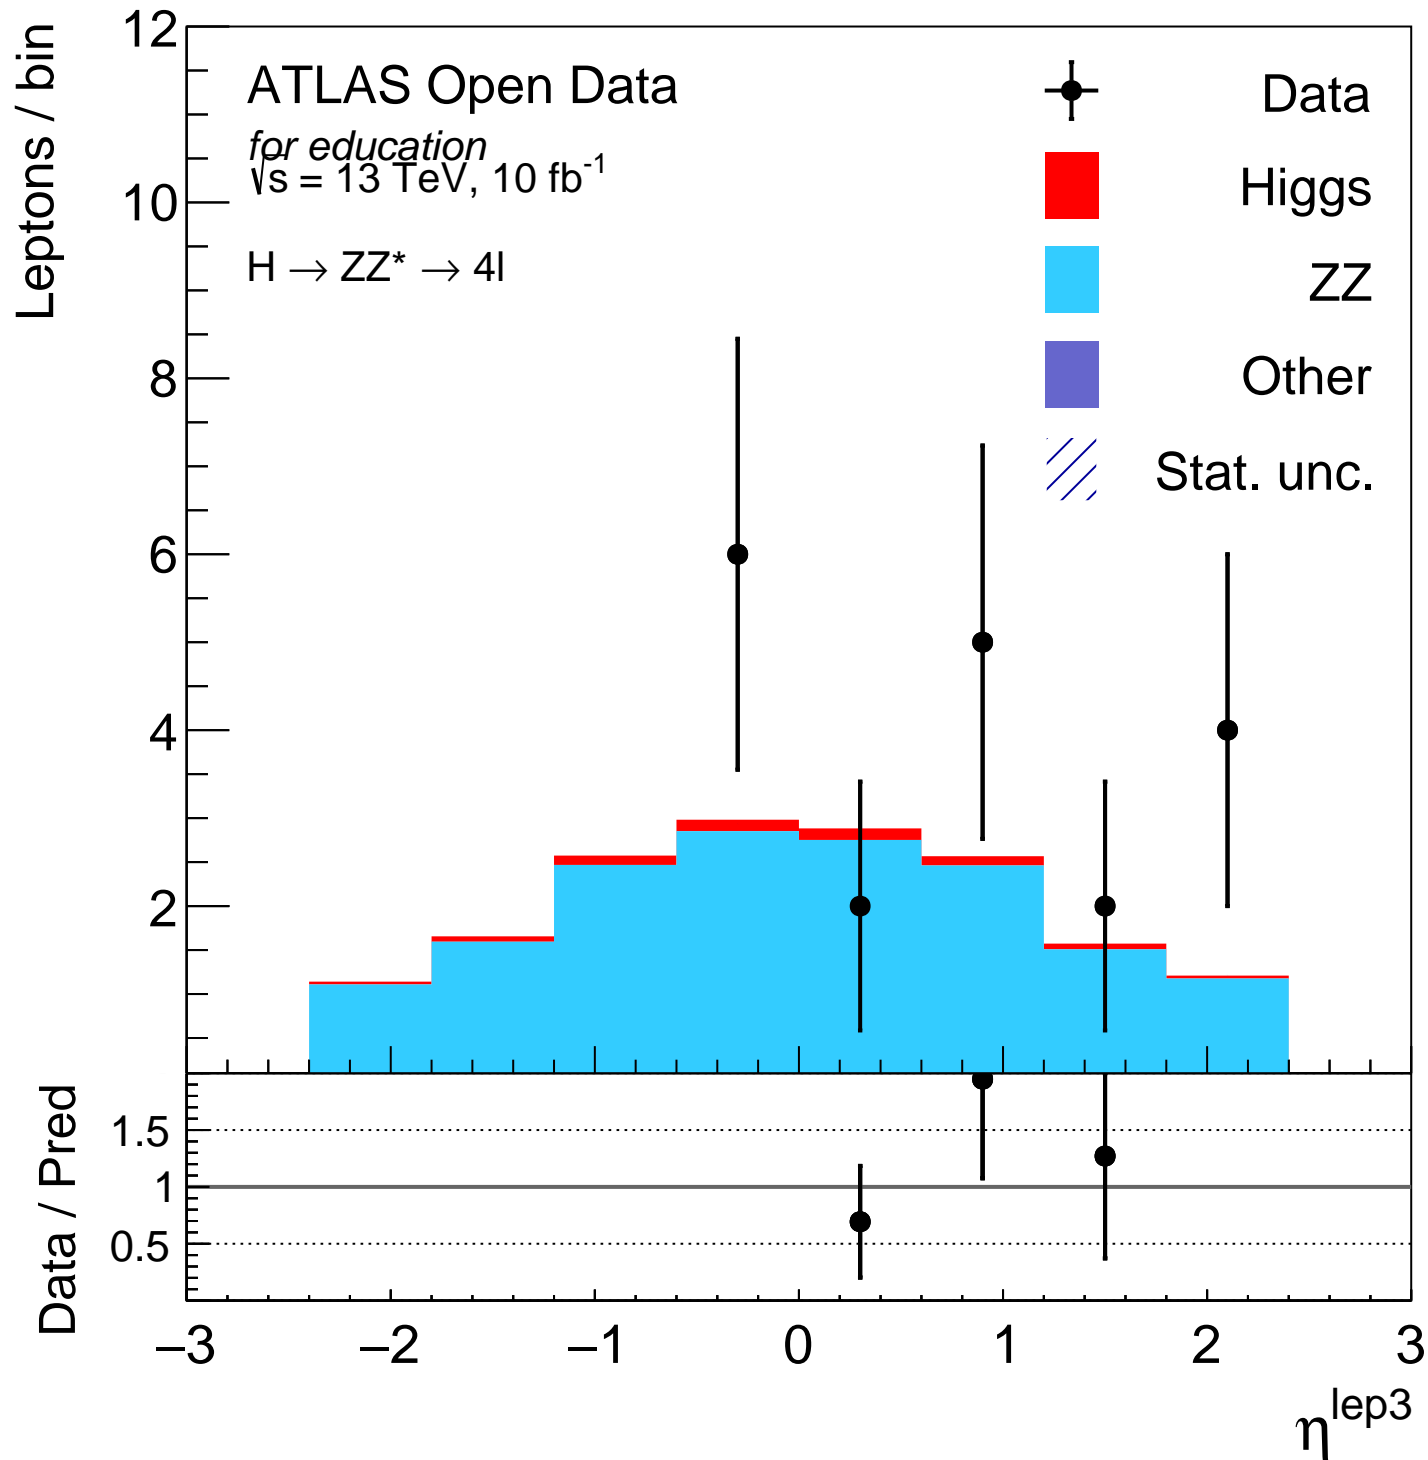 Leptons / bin
12
10
8
6
4
2
ATLAS Open Data
for education
√s = 13 TeV, 10 fb⁻¹
H → ZZ* → 4l
Data
Higgs
ZZ
Other
Stat. unc.
Data / Pred
1.5
1
0.5
−3 −2 −1 0 1 2 3
η^lep3